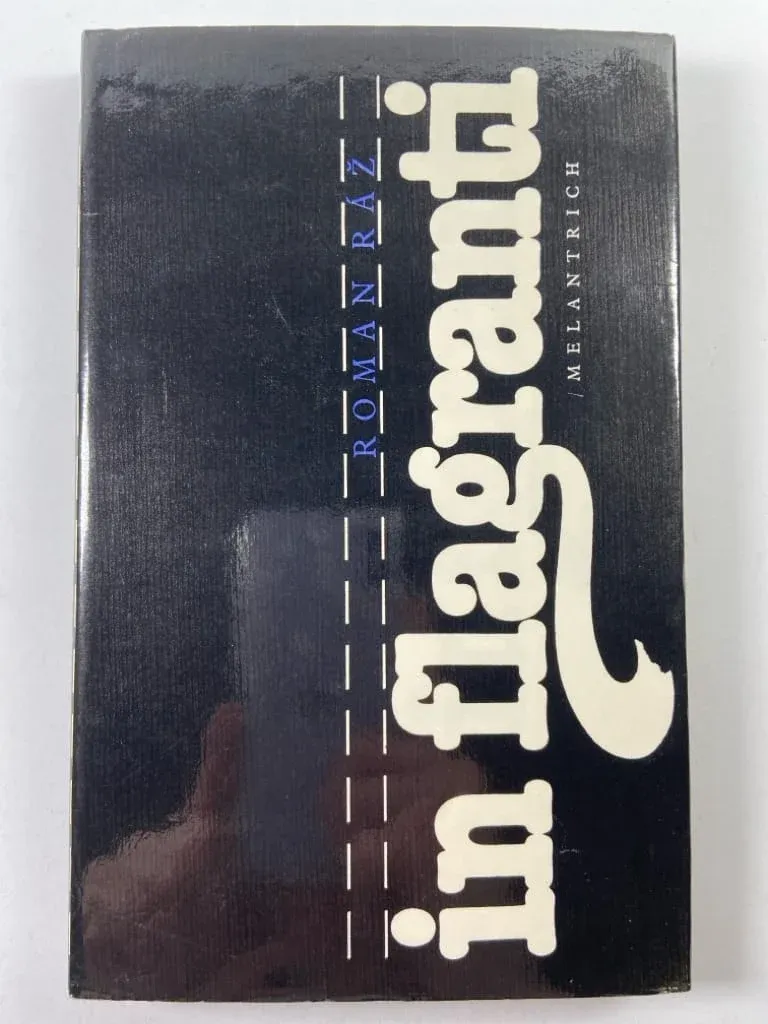 ROMAN RÁŽ
in flagranti
/MELANTRICH